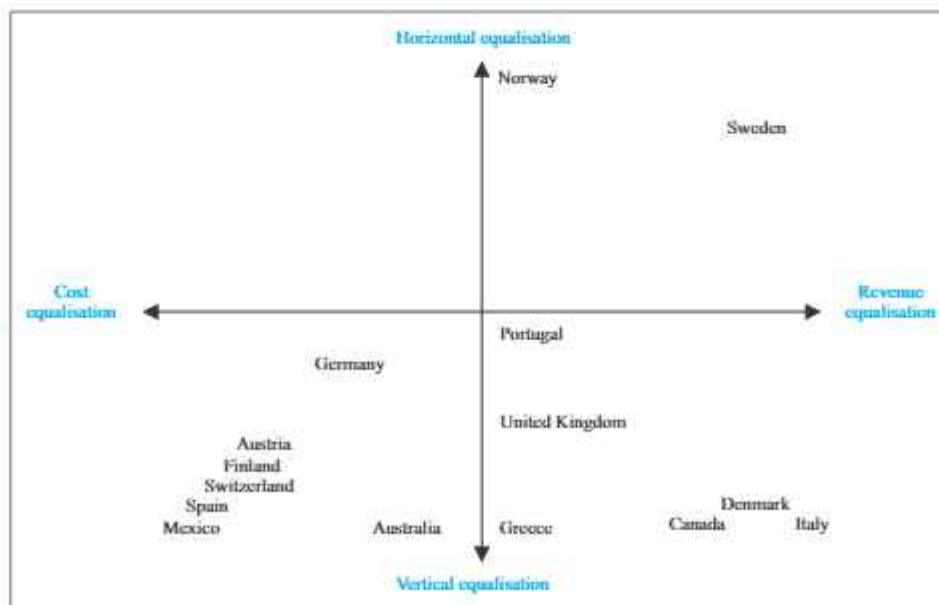 Horizontal equalisation
Norway
Sweden
Cost
equalisation
Revenue
equalisation
Portugal
Germany
United Kingdom
Austria
Finland
Switzerland
Spain
Denmark
Mexico
Australia
Greece
Canada
Italy
Vertical equalisation